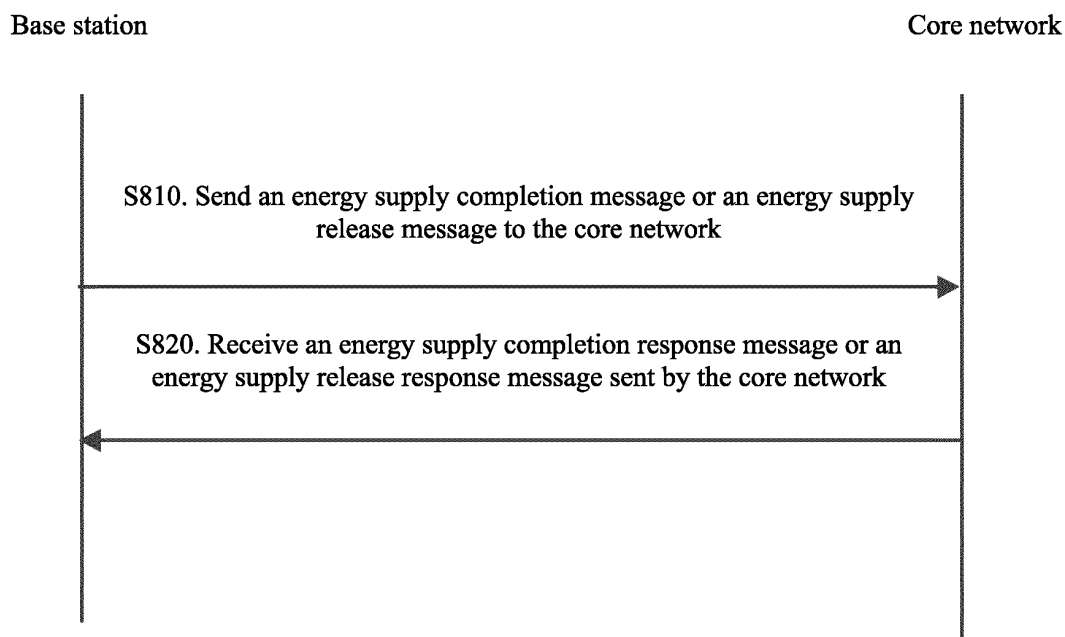 Base station
Core network
S810. Send an energy supply completion message or an energy supply
release message to the core network
S820. Receive an energy supply completion response message or an
energy supply release response message sent by the core network